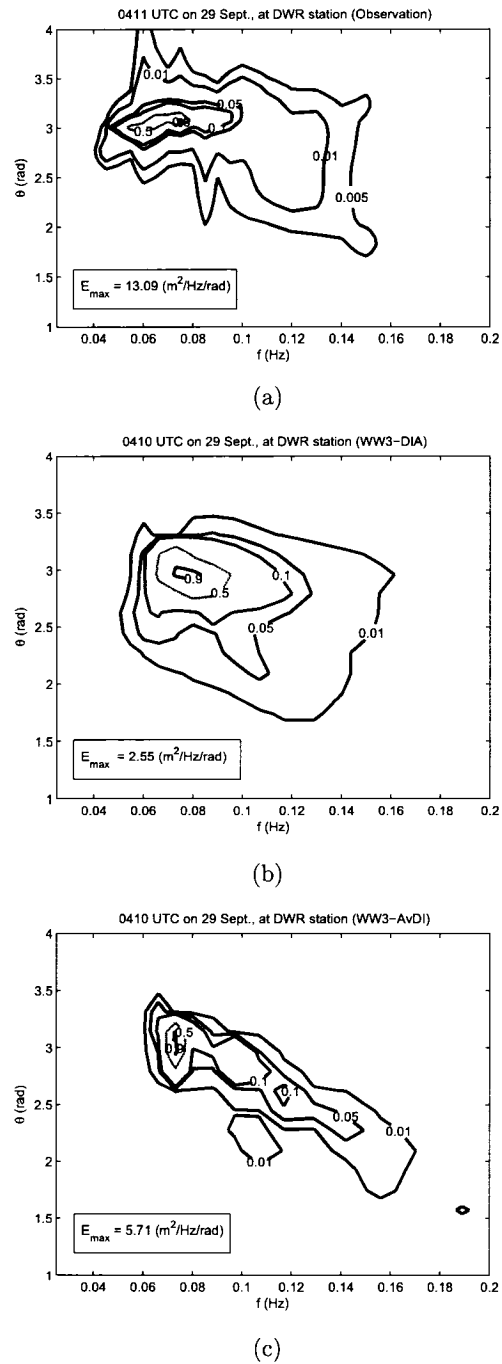 0411 UTC on 29 Sept., at DWR station (Observation)
4
3.5
3
2.5
2
1.5
1
θ (rad)
0.01
0.05
0.5
0.1
0.01
0.005
E_max = 13.09 (m²/Hz/rad)
0.04 0.06 0.08 0.1 0.12 0.14 0.16 0.18 0.2
f (Hz)
(a)
0410 UTC on 29 Sept., at DWR station (WW3−DIA)
4
3.5
3
2.5
2
1.5
1
θ (rad)
0.9
0.1
0.5
0.05
0.01
E_max = 2.55 (m²/Hz/rad)
0.04 0.06 0.08 0.1 0.12 0.14 0.16 0.18 0.2
f (Hz)
(b)
0410 UTC on 29 Sept., at DWR station (WW3−AvDI)
4
3.5
3
2.5
2
1.5
1
θ (rad)
0.5
0.9
0.1
0.1
0.05
0.01
0.01
E_max = 5.71 (m²/Hz/rad)
0.04 0.06 0.08 0.1 0.12 0.14 0.16 0.18 0.2
f (Hz)
(c)